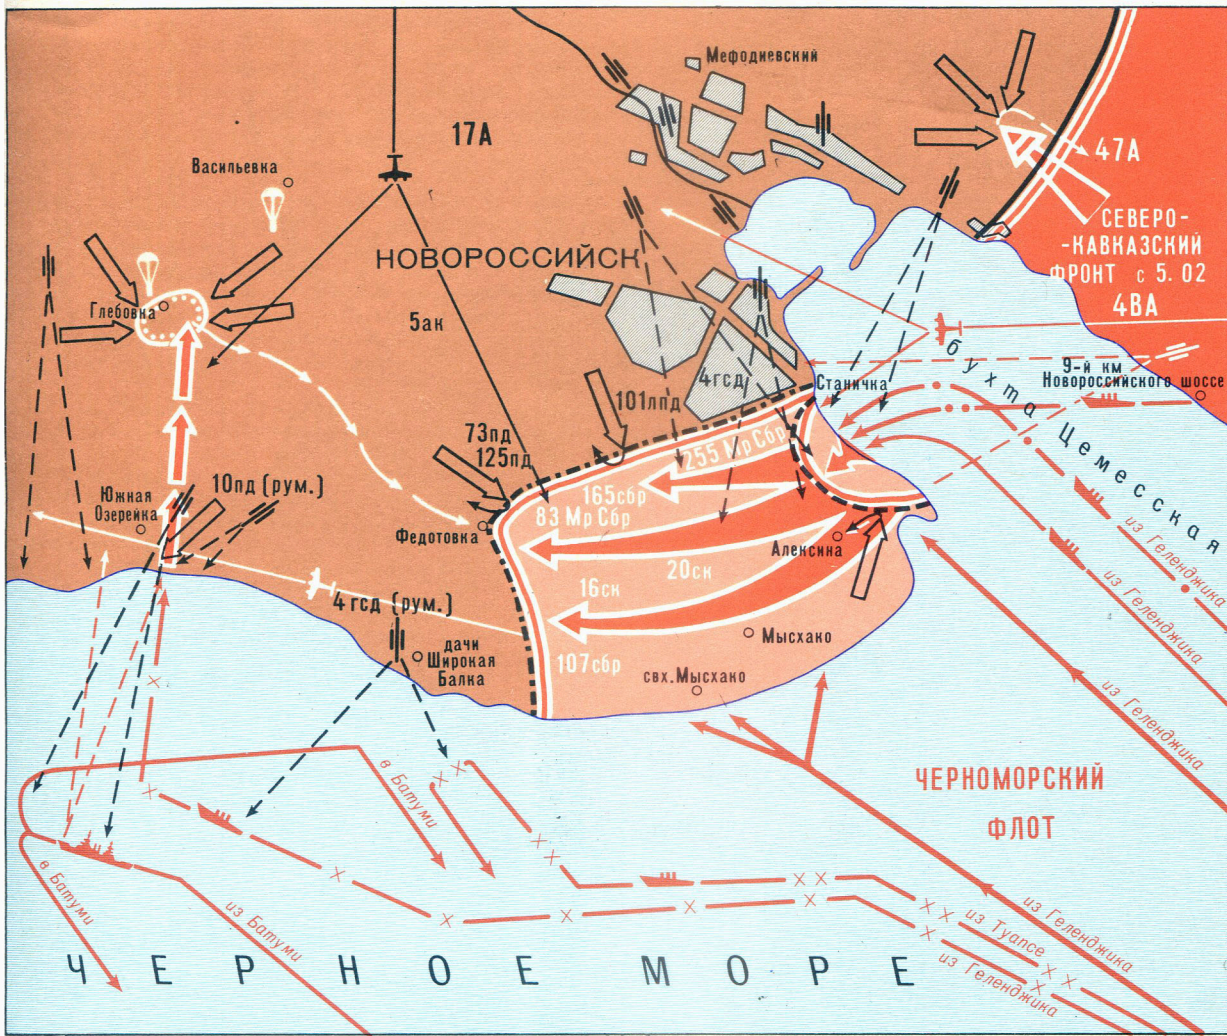 Мефодиевский
17А
47А
Васильевка
СЕВЕРО-
-КАВКАЗСКИЙ
ФРОНТ с 5. 02
4ВА
НОВОРОССИЙСК
Глебовка
5ак
бухта Цемесская
9-й км
Новороссийского шоссе
4гсд
Станичка
101лпд
73пд
125пд
255 Мр Сбр
165сбр
83 Мр Сбр
10пд (рум.)
Южная
Озерейка
Федотовка
Алексина
20ск
16ск
4 гсд (рум.)
дачи
Широкая
Балка
Мысхако
107сбр
свх. Мысхако
из Геленджика
из Геленджика
из Геленджика
ЧЕРНОМОРСКИЙ
ФЛОТ
в Батуми
в Батуми
из Батуми
из Геленджика
из Туапсе
из Геленджика
ЧЕРНОЕ МОРЕ